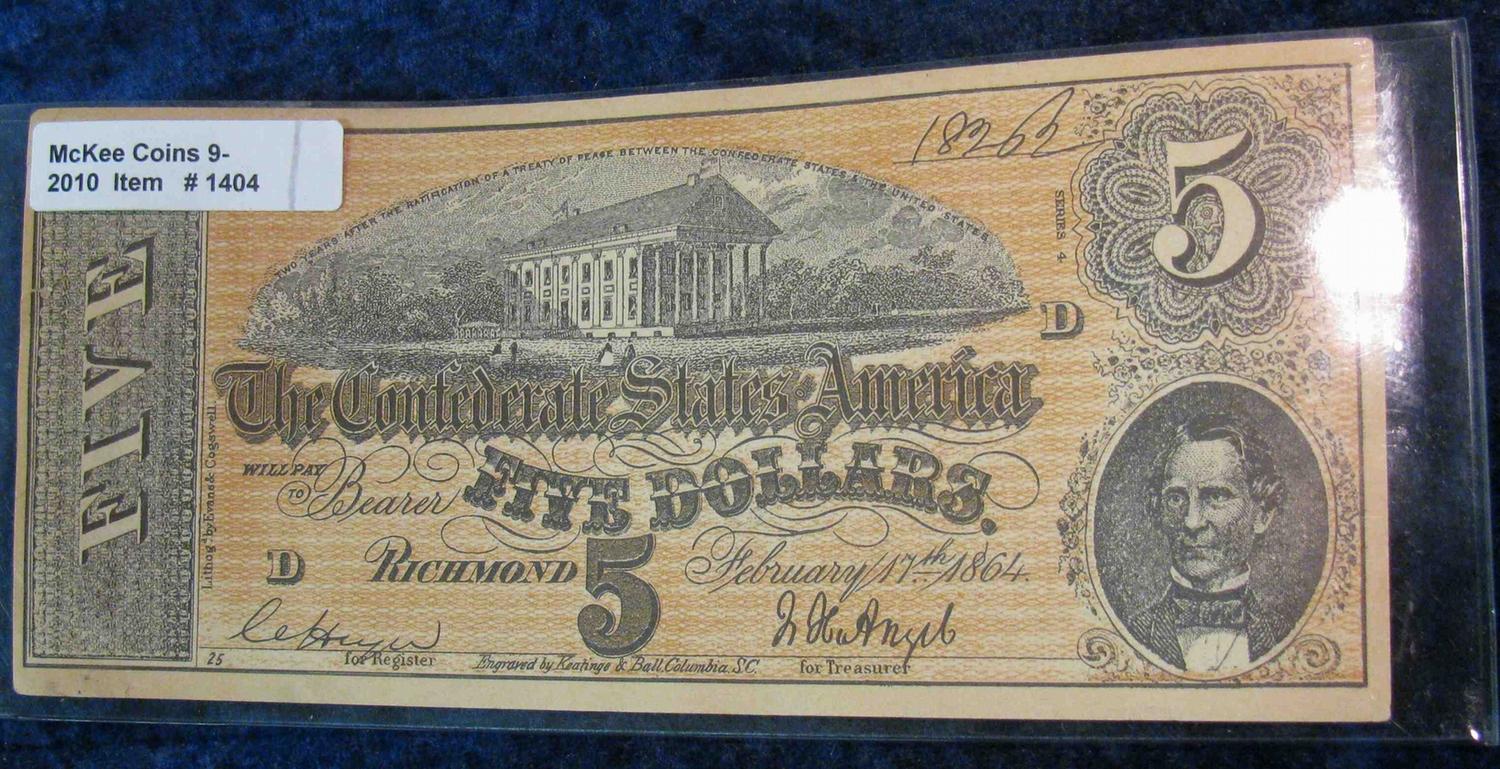 McKee Coins 9-
2010 Item # 1404
18363
TWO YEARS AFTER THE RATIFICATION OF A TREATY OF PEACE BETWEEN THE CONFEDERATE STATES & THE UNITED STATES
5
SERIES 4.
FIVE
D
The Confederate States of America
WILL PAY
TO Bearer
FIVE DOLLARS.
Lithog'd by Evans & Cogswell
D
RICHMOND
5
February 17th 1864.
25
for Register
Engraved by Keatinge & Ball, Columbia. S.C.
for Treasurer